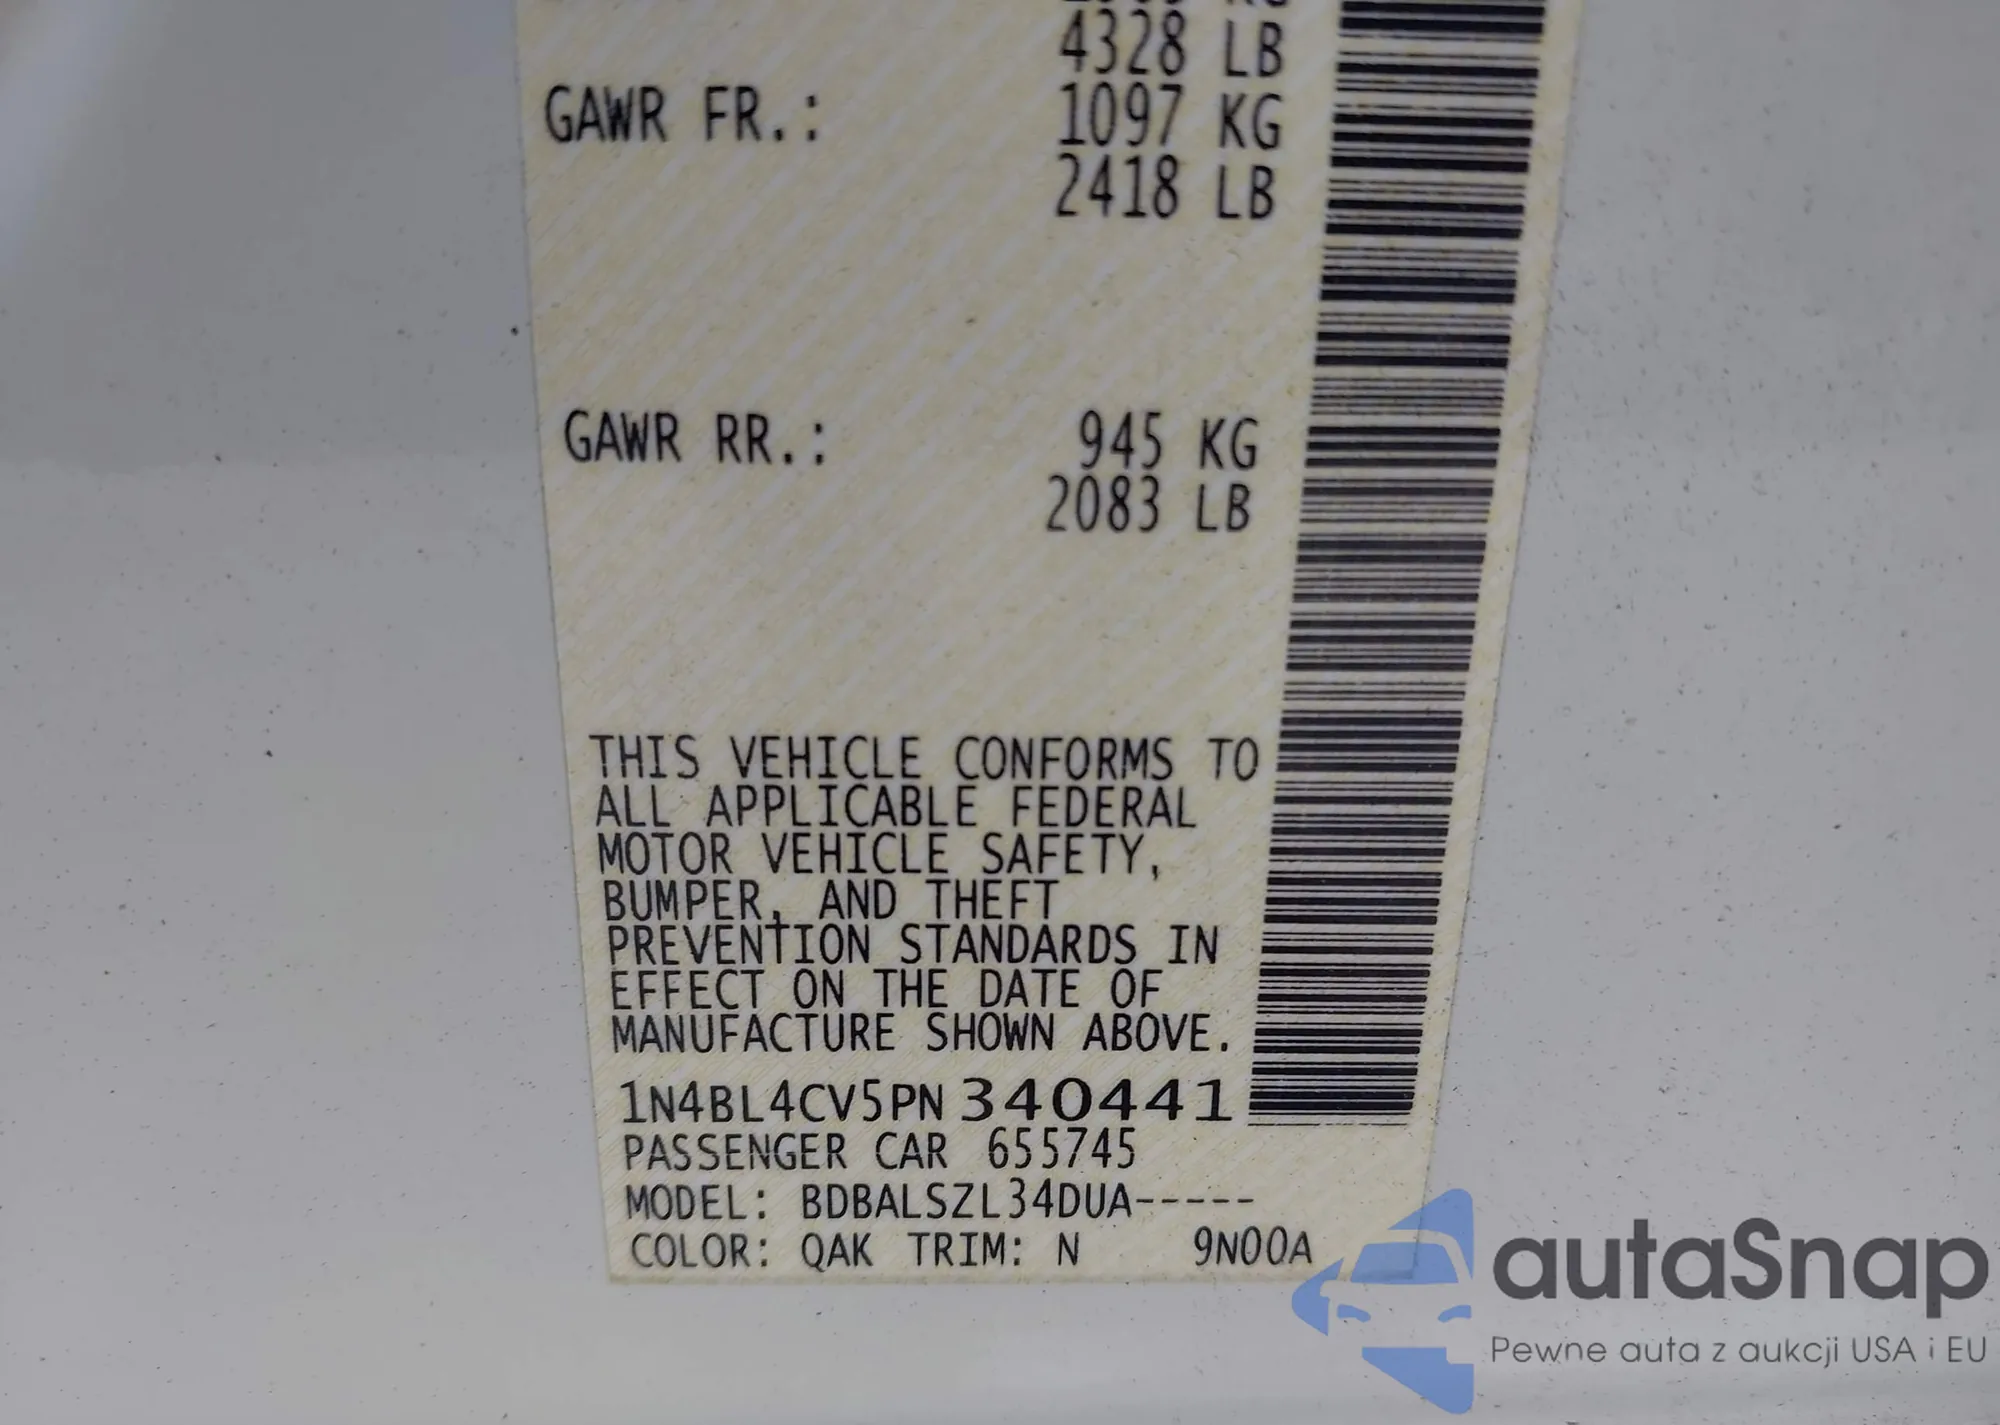 4328 LB
GAWR FR.: 1097 KG
2418 LB
GAWR RR.: 945 KG
2083 LB
THIS VEHICLE CONFORMS TO
ALL APPLICABLE FEDERAL
MOTOR VEHICLE SAFETY,
BUMPER, AND THEFT
PREVENTION STANDARDS IN
EFFECT ON THE DATE OF
MANUFACTURE SHOWN ABOVE.
1N4BL4CV5PN340441
PASSENGER CAR 655745
MODEL: BDBALSZL34DUA-----
COLOR: QAK TRIM: N 9N00A
autaSnap
Pewne auta z aukcji USA i EU